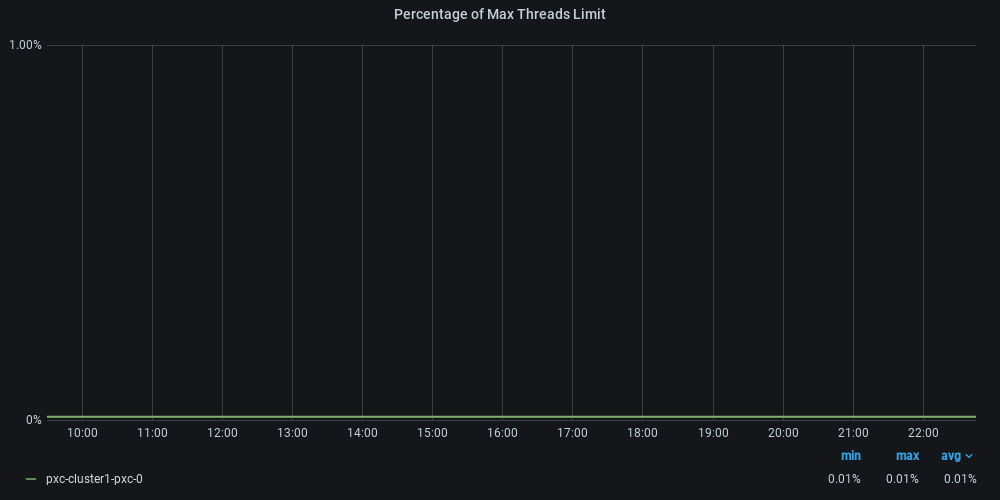 Percentage of Max Threads Limit
1.00%
0%
10:00 11:00 12:00 13:00 14:00 15:00 16:00 17:00 18:00 19:00 20:00 21:00 22:00
min max avg
pxc-cluster1-pxc-0 0.01% 0.01% 0.01%